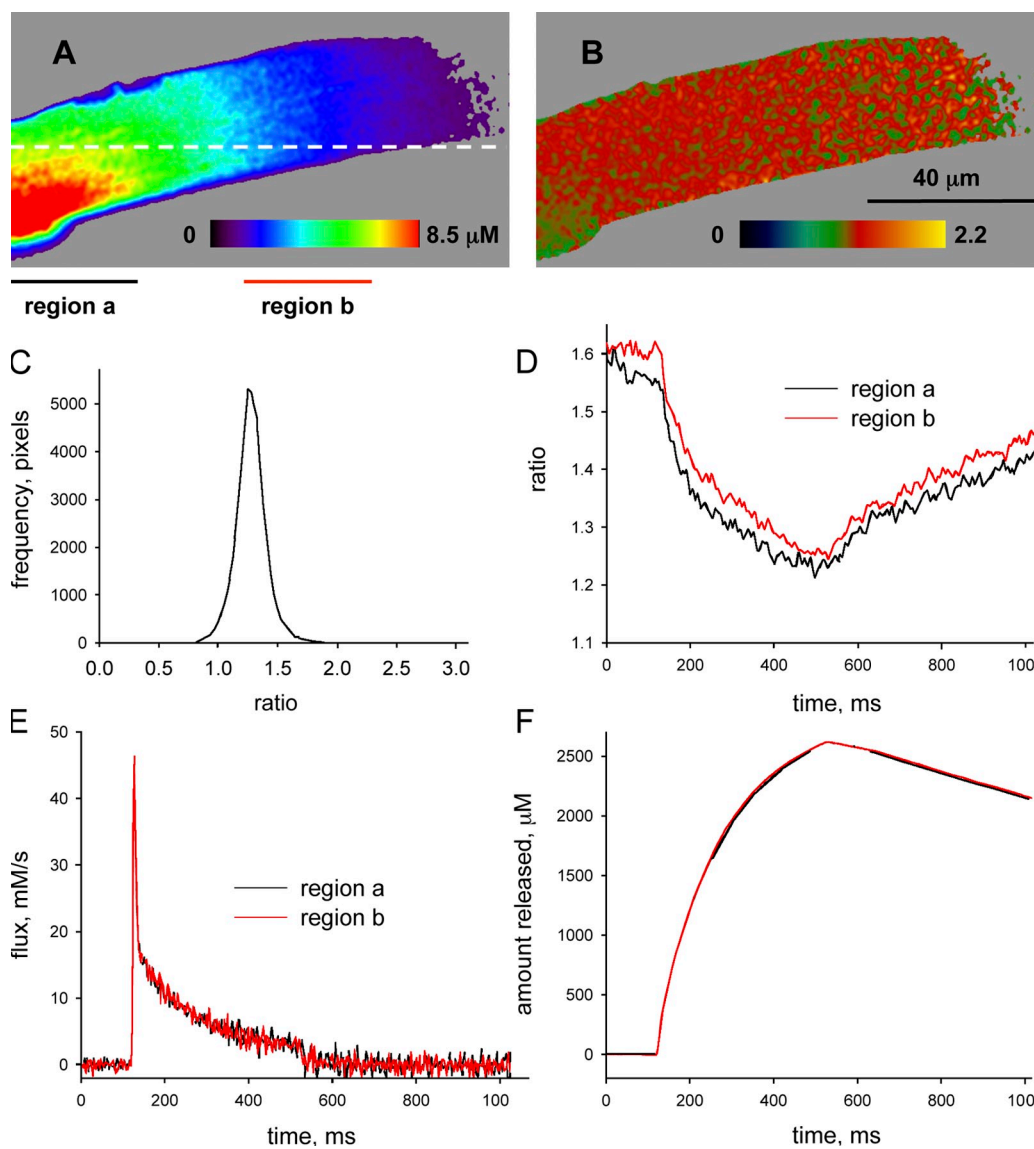 A
B
40 μm
0
8.5 μM
0
2.2
region a
region b
C
frequency, pixels
5000
4000
3000
2000
1000
0
0.0 0.5 1.0 1.5 2.0 2.5 3.0
ratio
D
ratio
1.6
1.5
1.4
1.3
1.2
1.1
region a
region b
0 200 400 600 800 100
time, ms
E
flux, mM/s
50
40
30
20
10
0
region a
region b
0 200 400 600 800 100
time, ms
F
amount released, μM
2500
2000
1500
1000
500
0
0 200 400 600 800 100
time, ms